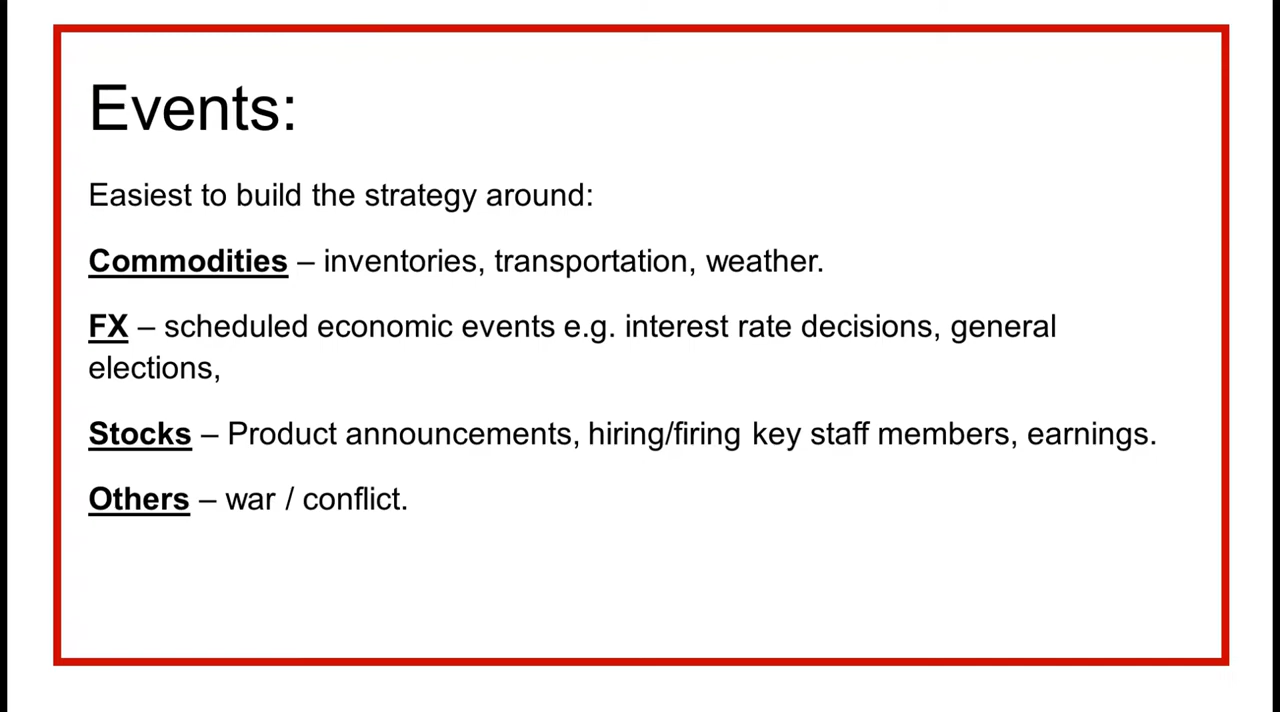 Events:
Easiest to build the strategy around:
Commodities – inventories, transportation, weather.
FX – scheduled economic events e.g. interest rate decisions, general
elections,
Stocks – Product announcements, hiring/firing key staff members, earnings.
Others – war / conflict.